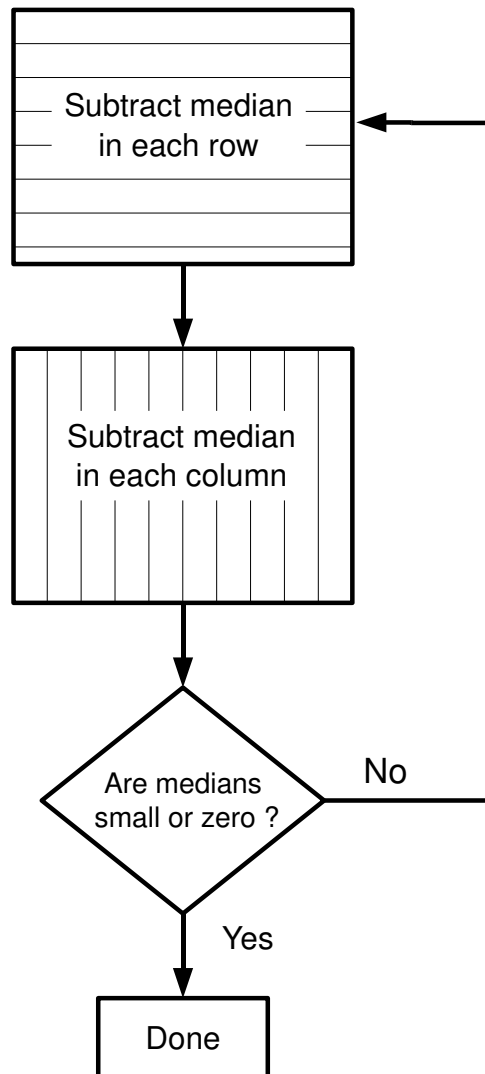 Subtract median
in each row
Subtract median
in each column
Are medians
small or zero ?
No
Yes
Done